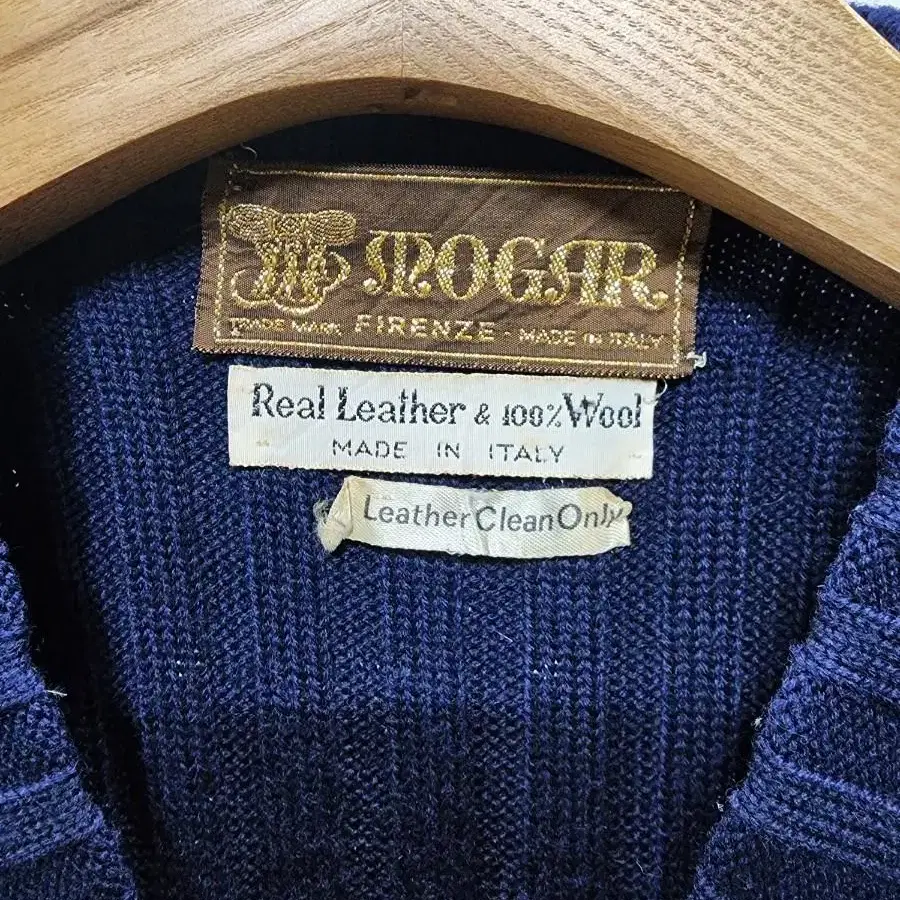 MOGAR
TRADE MARK FIRENZE - MADE IN ITALY
Real Leather & 100% Wool
MADE IN ITALY
Leather Clean Only